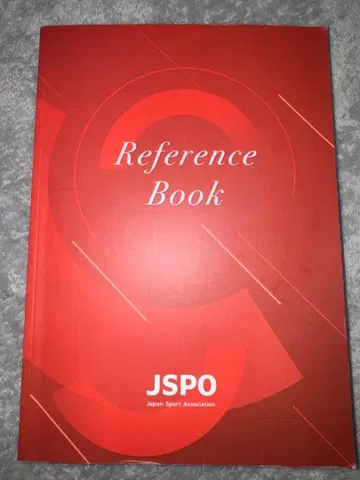 Reference
Book
JSPO
Japan Sport Association